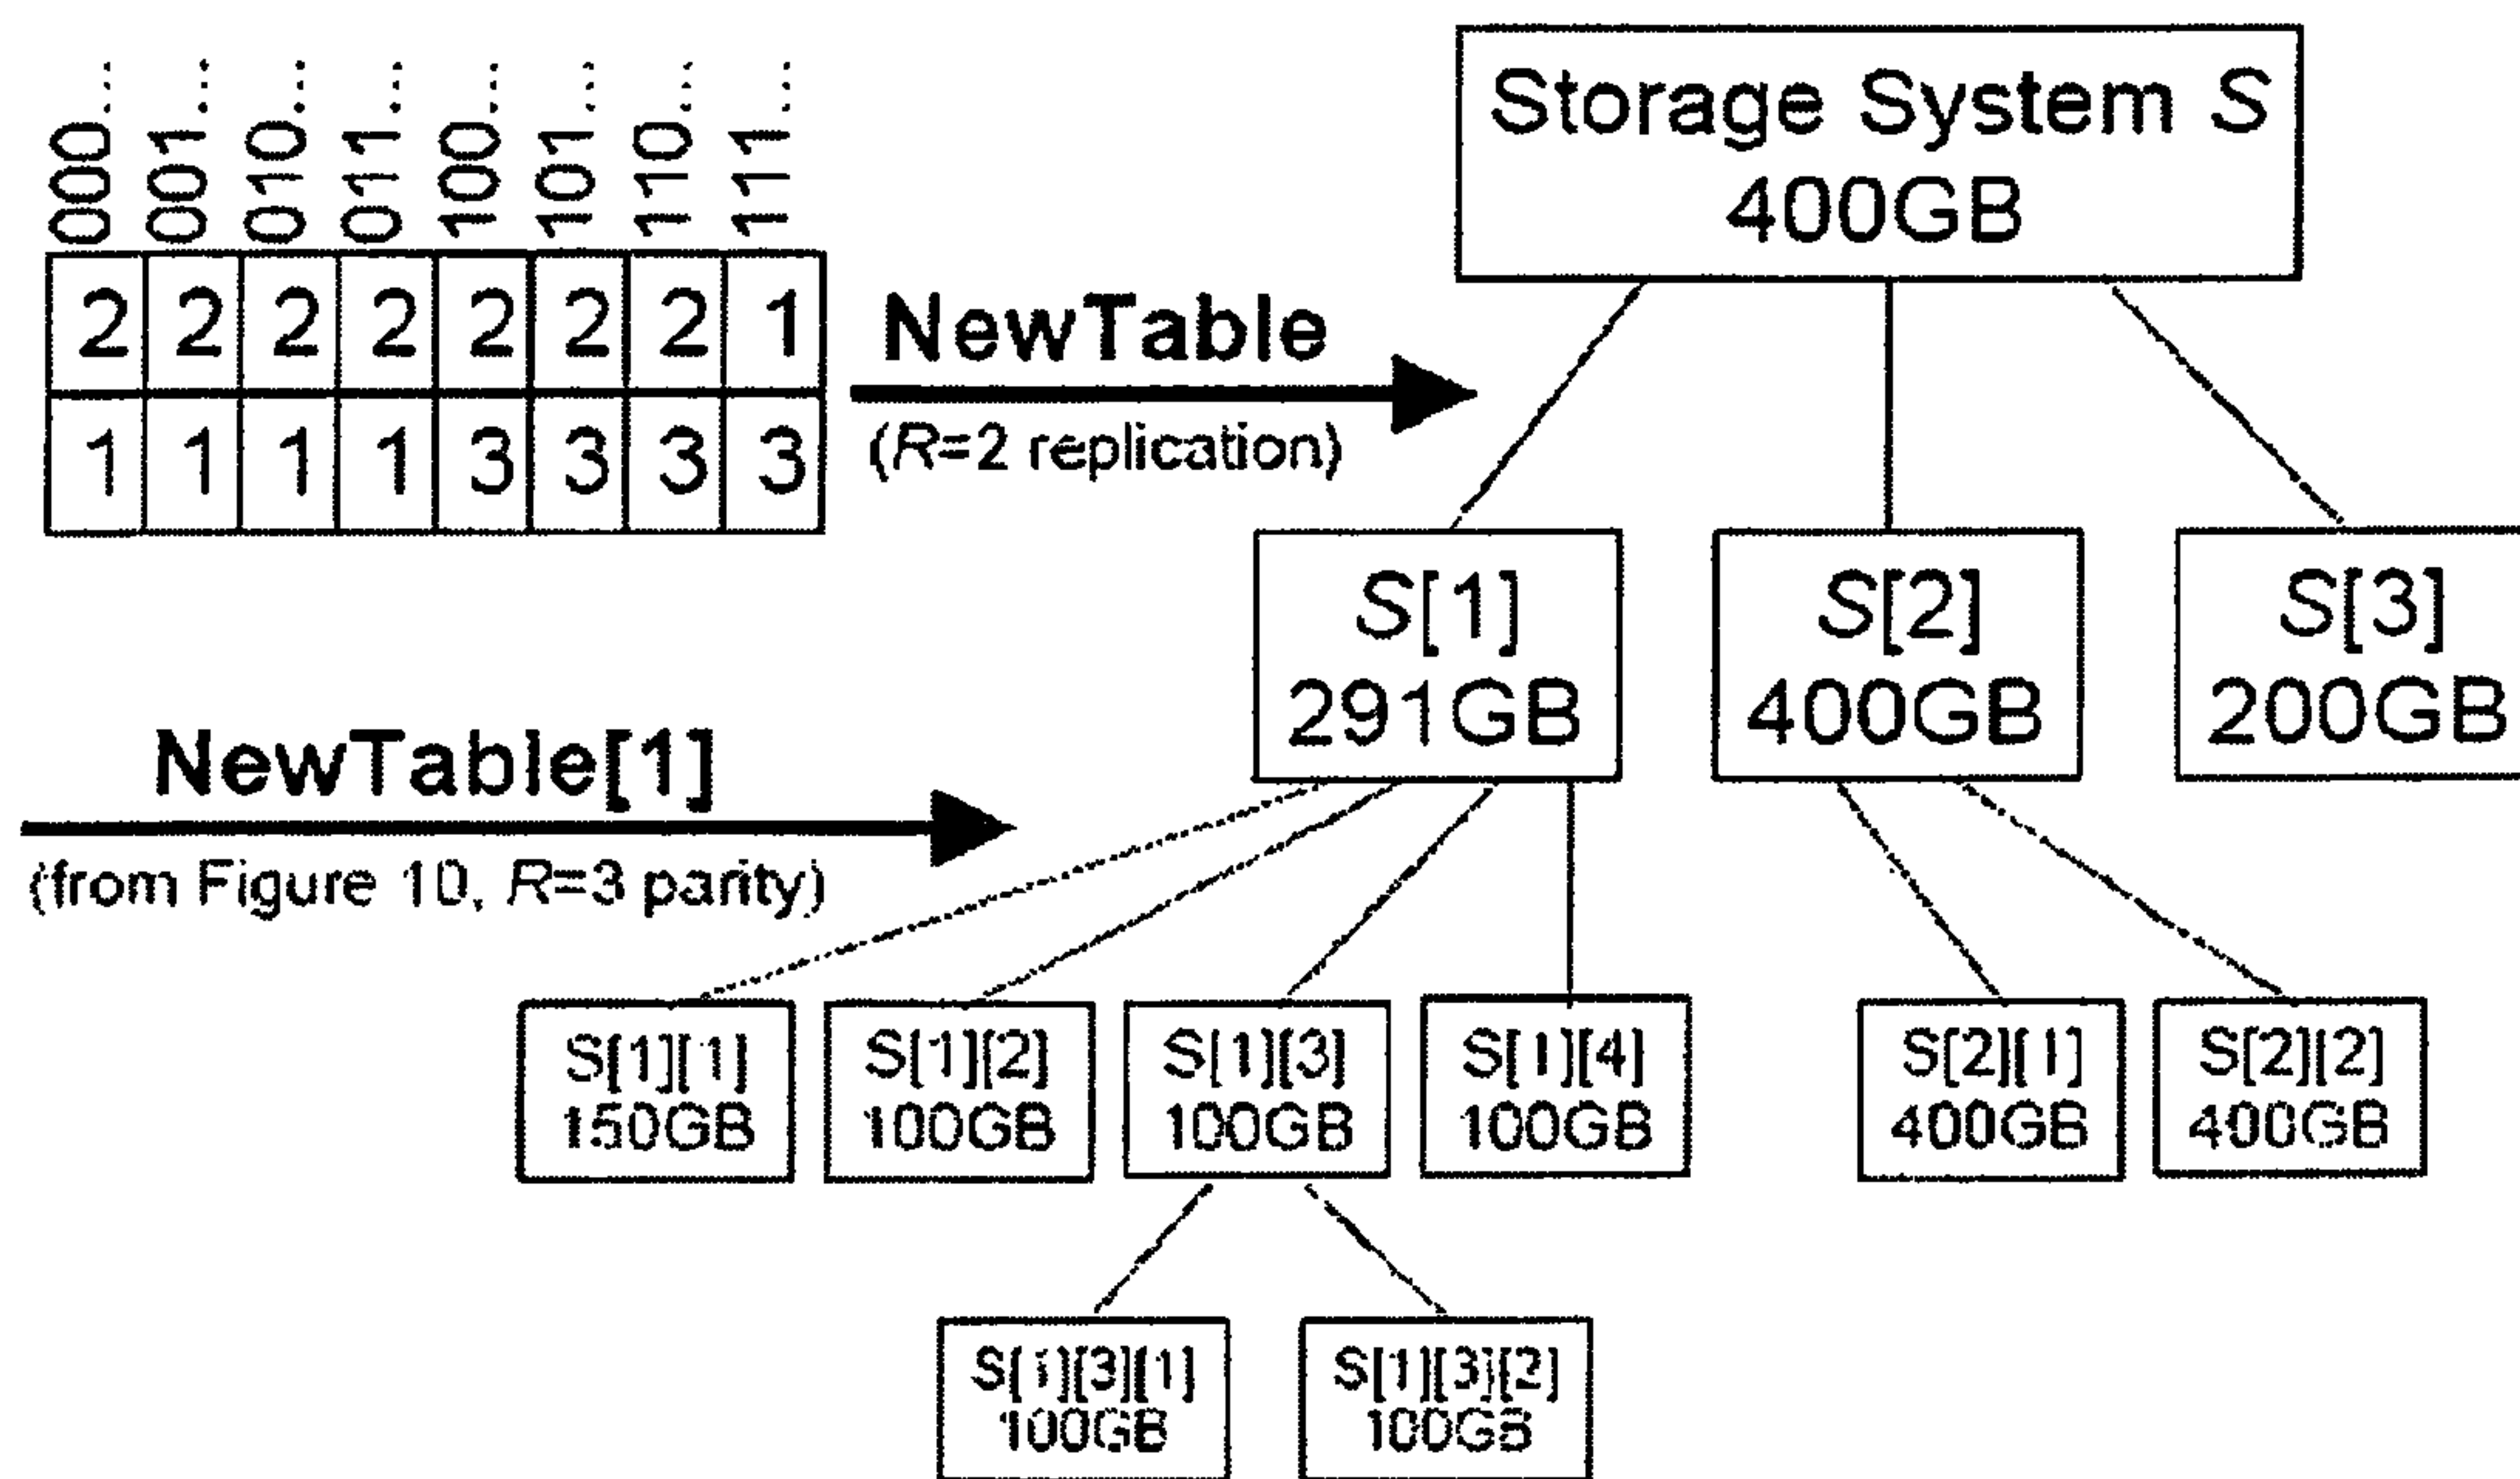 000...
001...
010...
011...
100...
101...
110...
111...
2 2 2 2 2 2 2 1
1 1 1 1 3 3 3 3
NewTable
(R=2 replication)
Storage System S
400GB
S[1]
291GB
S[2]
400GB
S[3]
200GB
NewTable[1]
(from Figure 10, R=3 parity)
S[1][1]
150GB
S[1][2]
100GB
S[1][3]
100GB
S[1][4]
100GB
S[2][1]
400GB
S[2][2]
400GB
S[1][3][1]
100GB
S[1][3][2]
100GB